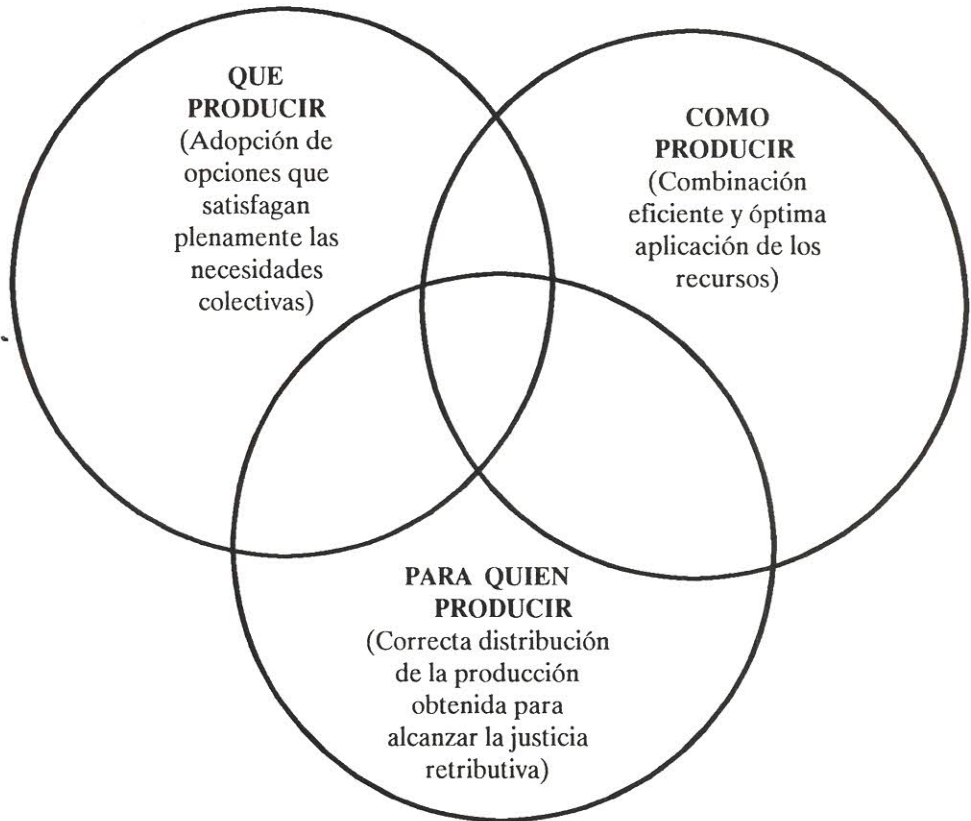 QUE
PRODUCIR
(Adopción de
opciones que
satisfagan
plenamente las
necesidades
colectivas)
COMO
PRODUCIR
(Combinación
eficiente y óptima
aplicación de los
recursos)
PARA QUIEN
PRODUCIR
(Correcta distribución
de la producción
obtenida para
alcanzar la justicia
retributiva)